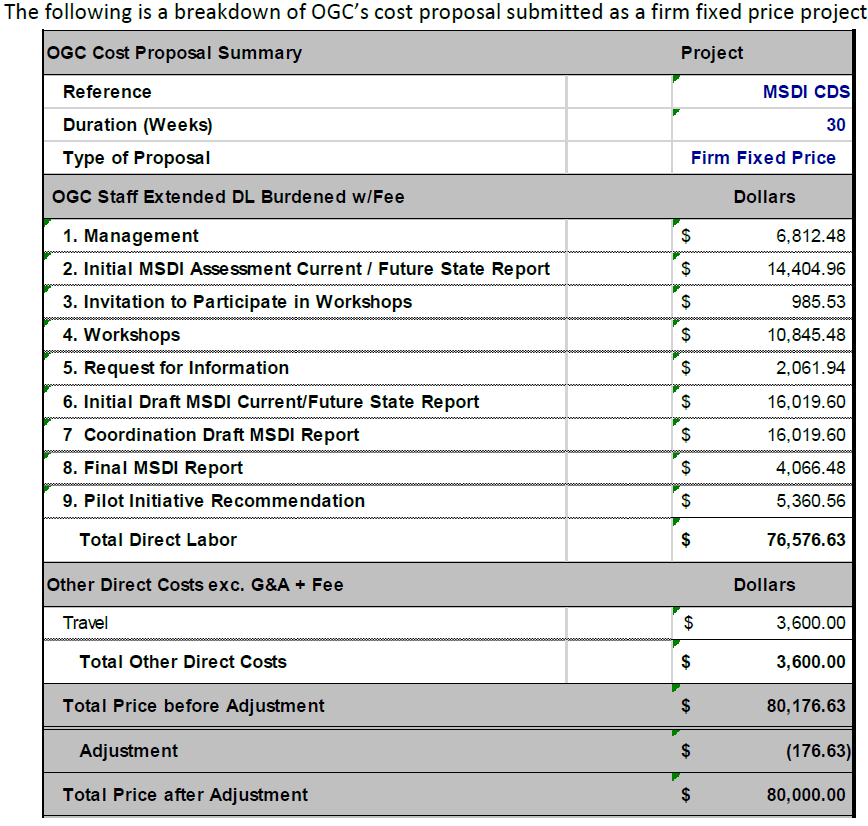 The following is a breakdown of OGC’s cost proposal submitted as a firm fixed price project
OGC Cost Proposal Summary Project
Reference MSDI CDS
Duration (Weeks) 30
Type of Proposal Firm Fixed Price
OGC Staff Extended DL Burdened w/Fee Dollars
1. Management $ 6,812.48
2. Initial MSDI Assessment Current / Future State Report $ 14,404.96
3. Invitation to Participate in Workshops $ 985.53
4. Workshops $ 10,845.48
5. Request for Information $ 2,061.94
6. Initial Draft MSDI Current/Future State Report $ 16,019.60
7 Coordination Draft MSDI Report $ 16,019.60
8. Final MSDI Report $ 4,066.48
9. Pilot Initiative Recommendation $ 5,360.56
Total Direct Labor $ 76,576.63
Other Direct Costs exc. G&A + Fee Dollars
Travel $ 3,600.00
Total Other Direct Costs $ 3,600.00
Total Price before Adjustment $ 80,176.63
Adjustment $ (176.63)
Total Price after Adjustment $ 80,000.00